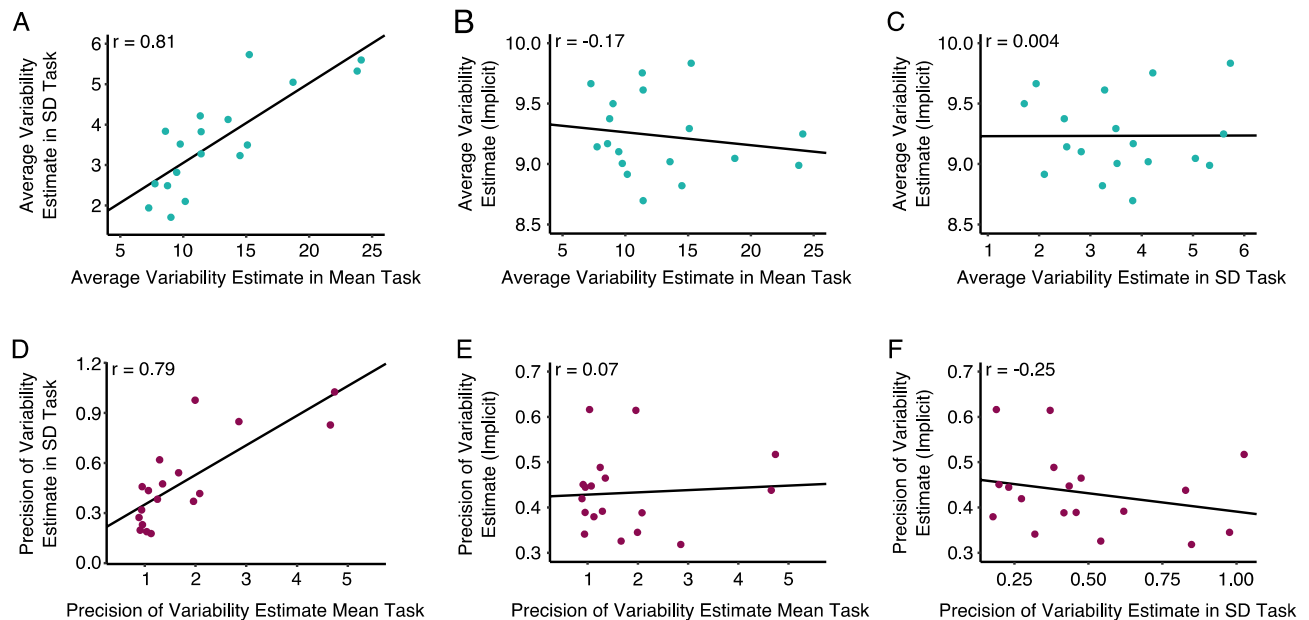 A
r = 0.81
Average Variability
Estimate in SD Task
6
5
4
3
2
5 10 15 20 25
Average Variability Estimate in Mean Task
B
r = -0.17
Average Variability
Estimate (Implicit)
10.0
9.5
9.0
8.5
5 10 15 20 25
Average Variability Estimate in Mean Task
C
r = 0.004
Average Variability
Estimate (Implicit)
10.0
9.5
9.0
8.5
1 2 3 4 5 6
Average Variability Estimate in SD Task
D
r = 0.79
Precision of Variability
Estimate in SD Task
1.2
0.9
0.6
0.3
0.0
1 2 3 4 5
Precision of Variability Estimate Mean Task
E
r = 0.07
Precision of Variability
Estimate (Implicit)
0.7
0.6
0.5
0.4
0.3
1 2 3 4 5
Precision of Variability Estimate Mean Task
F
r = -0.25
Precision of Variability
Estimate (Implicit)
0.7
0.6
0.5
0.4
0.3
0.25 0.50 0.75 1.00
Precision of Variability Estimate in SD Task